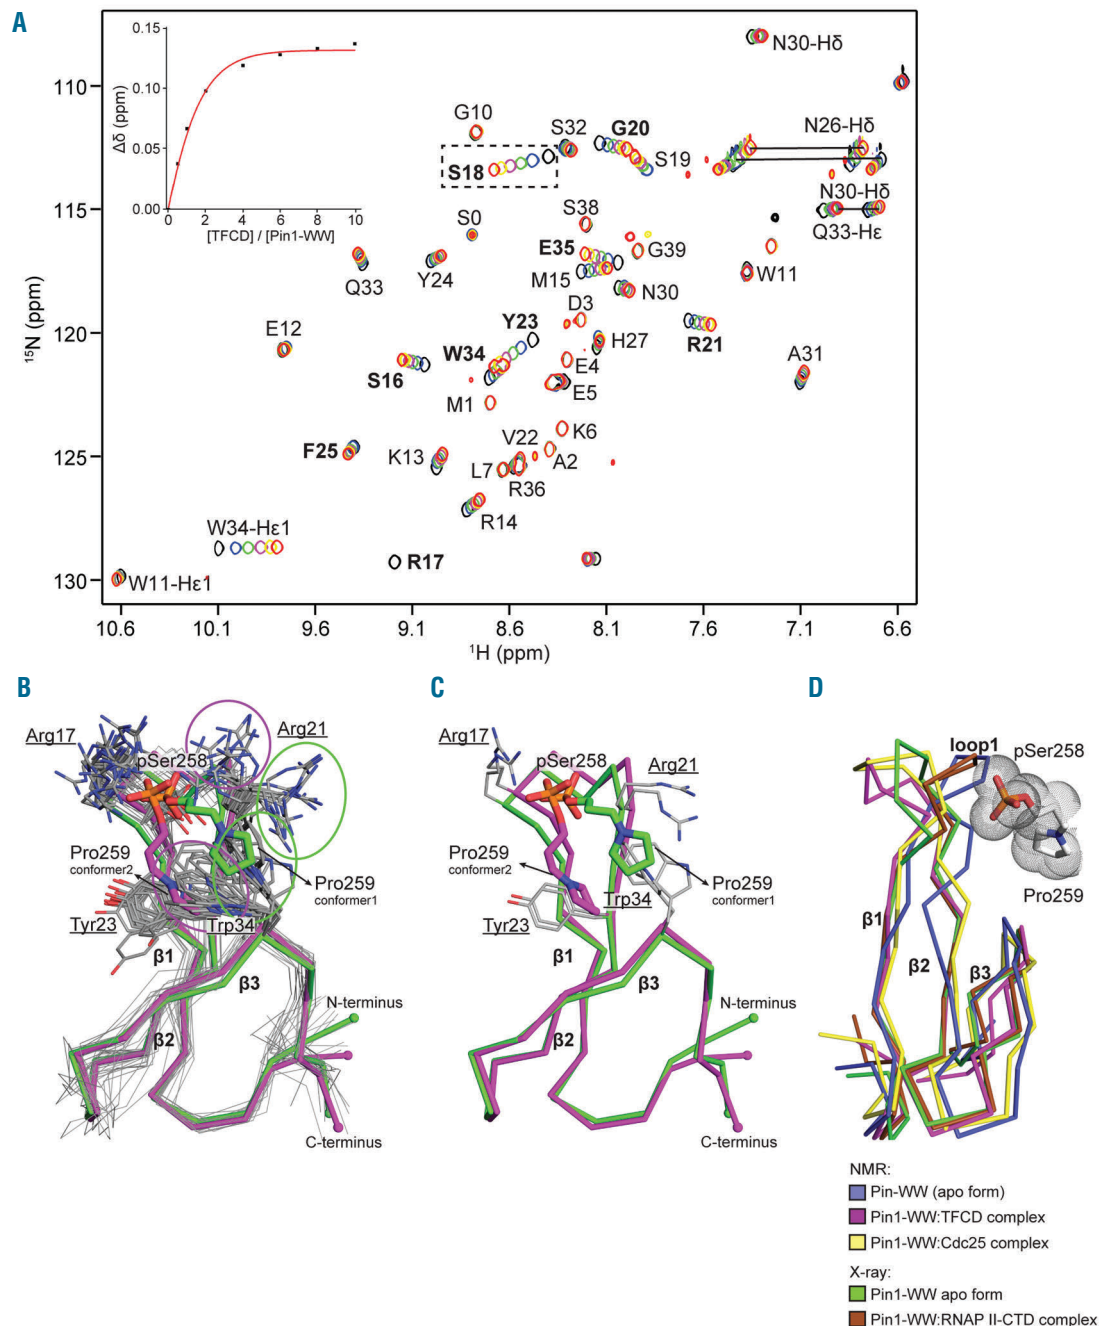 A
0.15
0.10
0.05
0.00
Δδ (ppm)
0 2 4 6 8 10
[TFCD] / [Pin1-WW]
110
115
120
125
130
15N (ppm)
10.6 10.1 9.6 9.1 8.6 8.1 7.6 7.1 6.6
1H (ppm)
N30-Hδ
G10
S32
G20
N26-Hδ
S18
S19
N30-Hδ
S38
Q33-Hε
S0
E35
G39
Q33
Y24
M15
W11
N30
D3
Y23
E12
H27
W34
R21
E4
A31
S16
E5
M1
K6
V22
F25
K13
L7
A2
R36
R14
W34-Hε1
R17
W11-Hε1
B
Arg17
Arg21
pSer258
Pro259
conformer2
Pro259
conformer1
Tyr23
Trp34
β1
β3
N-terminus
β2
C-terminus
C
Arg17
pSer258
Arg21
Pro259
conformer2
Pro259
conformer1
Trp34
Tyr23
β1
β3
N-terminus
β2
C-terminus
D
loop1
pSer258
Pro259
β1
β2
β3
NMR:
Pin-WW (apo form)
Pin1-WW:TFCD complex
Pin1-WW:Cdc25 complex
X-ray:
Pin1-WW apo form
Pin1-WW:RNAP II-CTD complex